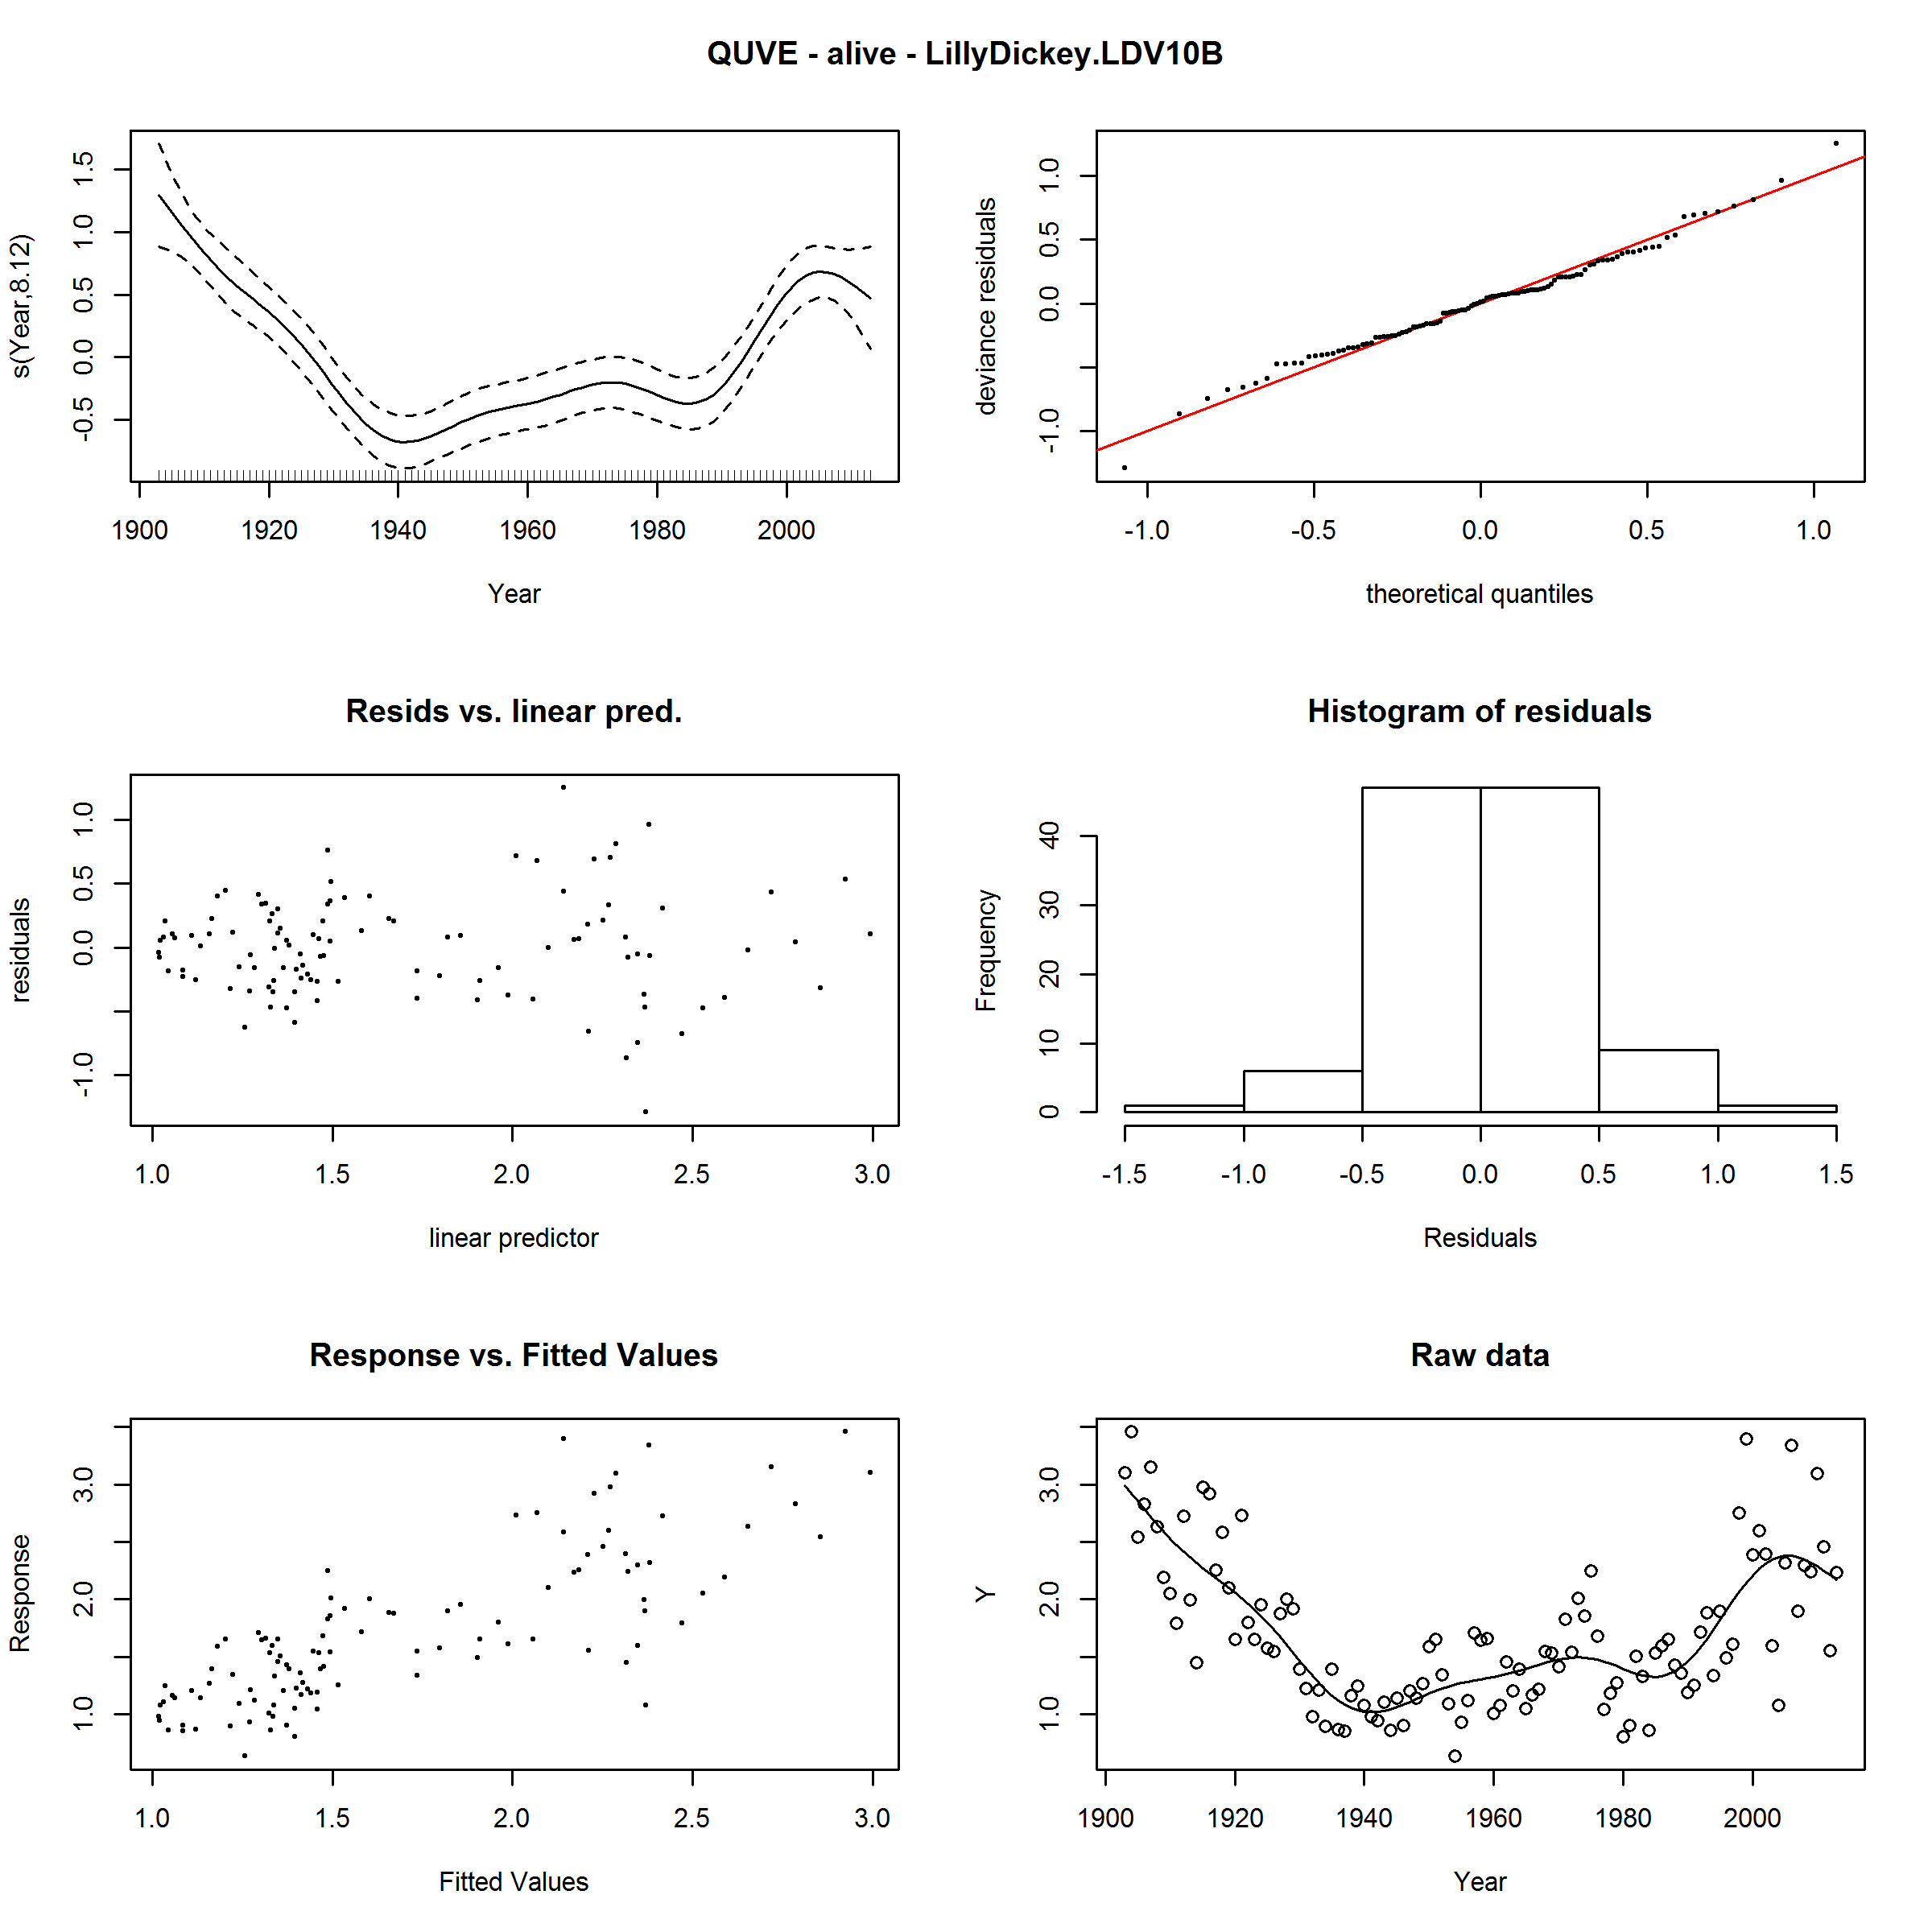 QUVE - alive - LillyDickey.LDV10B
s(Year,8.12)
-0.5 0.0 0.5 1.0 1.5
1900 1920 1940 1960 1980 2000
Year
deviance residuals
-1.0 0.0 0.5 1.0
-1.0 -0.5 0.0 0.5 1.0
theoretical quantiles
Resids vs. linear pred.
residuals
-1.0 0.0 0.5 1.0
1.0 1.5 2.0 2.5 3.0
linear predictor
Histogram of residuals
Frequency
0 10 20 30 40
-1.5 -1.0 -0.5 0.0 0.5 1.0 1.5
Residuals
Response vs. Fitted Values
Response
1.0 2.0 3.0
1.0 1.5 2.0 2.5 3.0
Fitted Values
Raw data
Y
1.0 2.0 3.0
1900 1920 1940 1960 1980 2000
Year